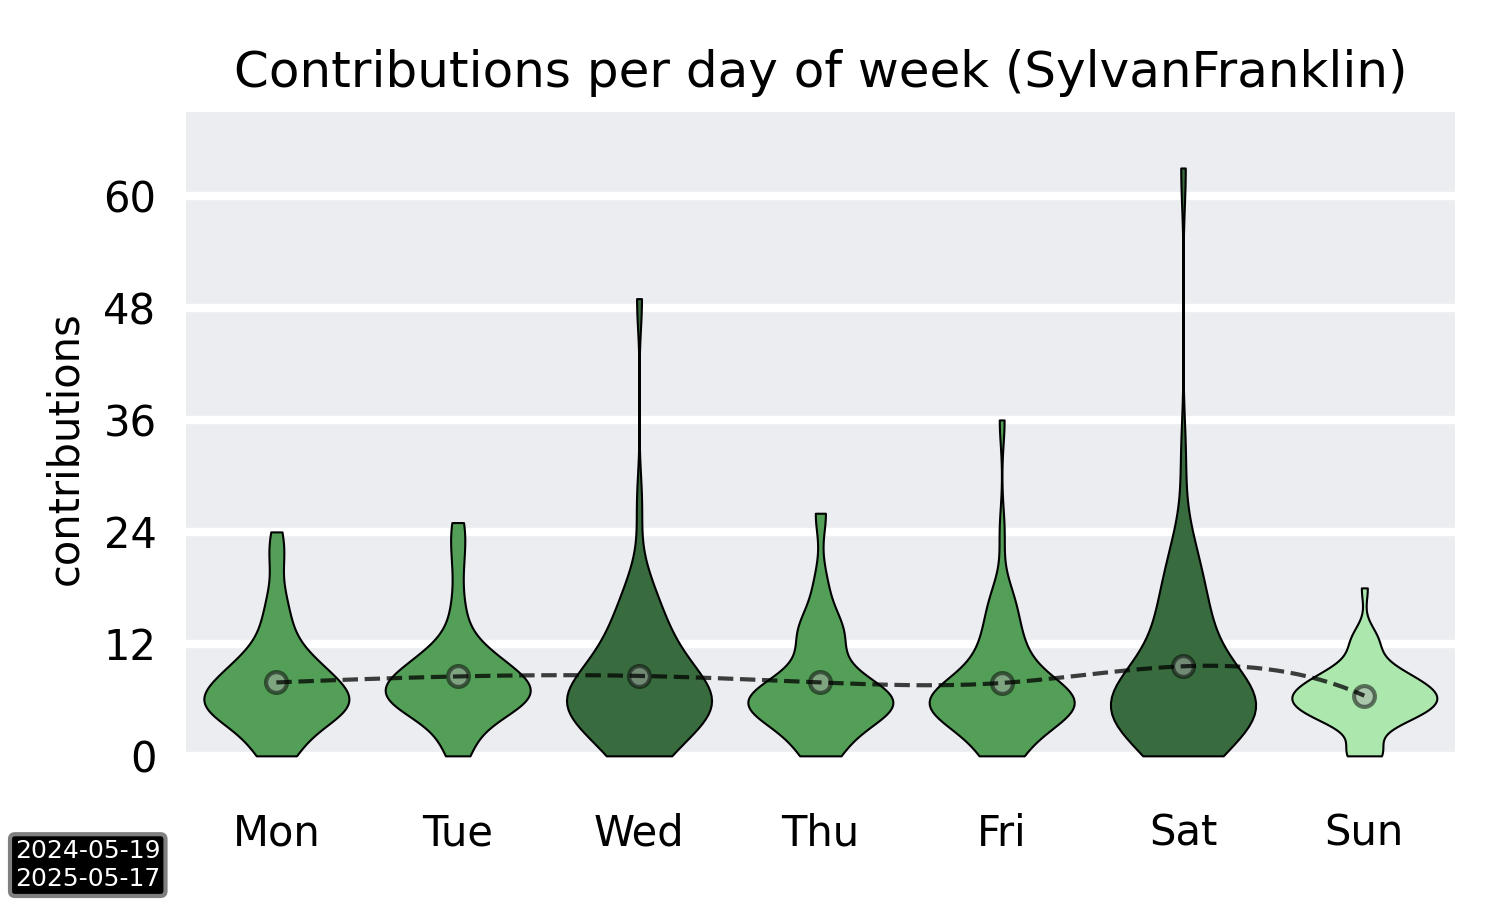 Contributions per day of week (SylvanFranklin)
60
48
36
24
12
0
contributions
Mon Tue Wed Thu Fri Sat Sun
2024-05-19
2025-05-17